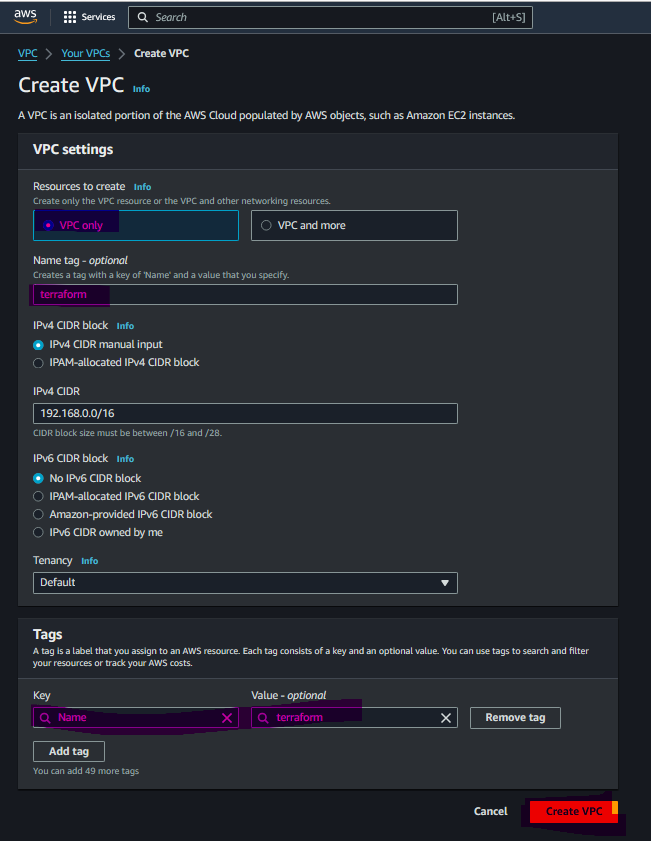 aws Services Search [Alt+S]
VPC Your VPCs Create VPC
Create VPC Info
A VPC is an isolated portion of the AWS Cloud populated by AWS objects, such as Amazon EC2 instances.
VPC settings
Resources to create Info
Create only the VPC resource or the VPC and other networking resources.
VPC only VPC and more
Name tag - optional
Creates a tag with a key of 'Name' and a value that you specify.
terraform
IPv4 CIDR block Info
IPv4 CIDR manual input
IPAM-allocated IPv4 CIDR block
IPv4 CIDR
192.168.0.0/16
CIDR block size must be between /16 and /28.
IPv6 CIDR block Info
No IPv6 CIDR block
IPAM-allocated IPv6 CIDR block
Amazon-provided IPv6 CIDR block
IPv6 CIDR owned by me
Tenancy Info
Default
Tags
A tag is a label that you assign to an AWS resource. Each tag consists of a key and an optional value. You can use tags to search and filter
your resources or track your AWS costs.
Key Value - optional
Name terraform Remove tag
Add tag
You can add 49 more tags
Cancel Create VPC